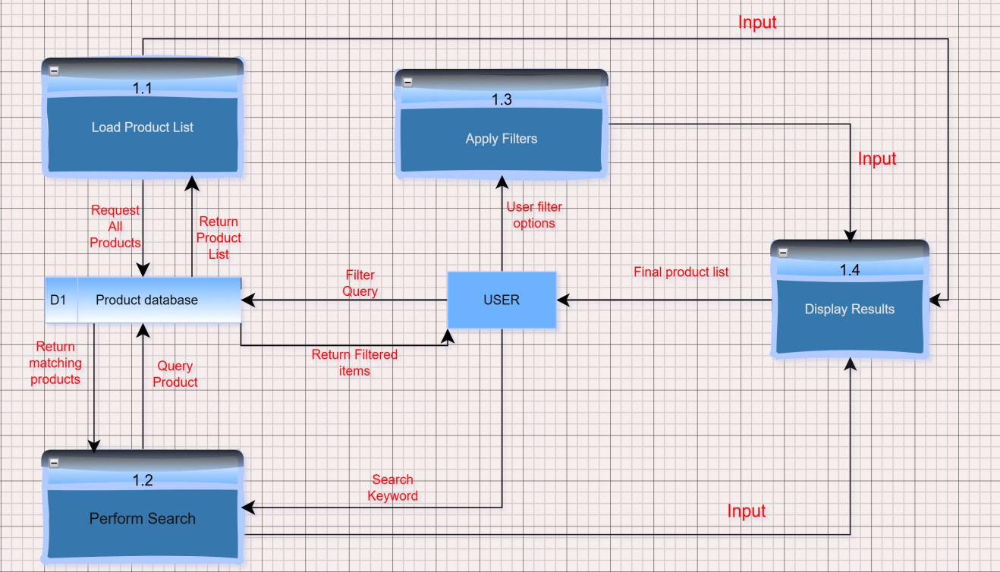 Input
1.1
Load Product List
1.3
Apply Filters
Input
Request
All
Products
Return
Product
List
User filter
options
1.4
Display Results
Filter
Query
Final product list
D1
Product database
USER
Return
matching
products
Query
Product
Return Filtered
items
1.2
Perform Search
Search
Keyword
Input